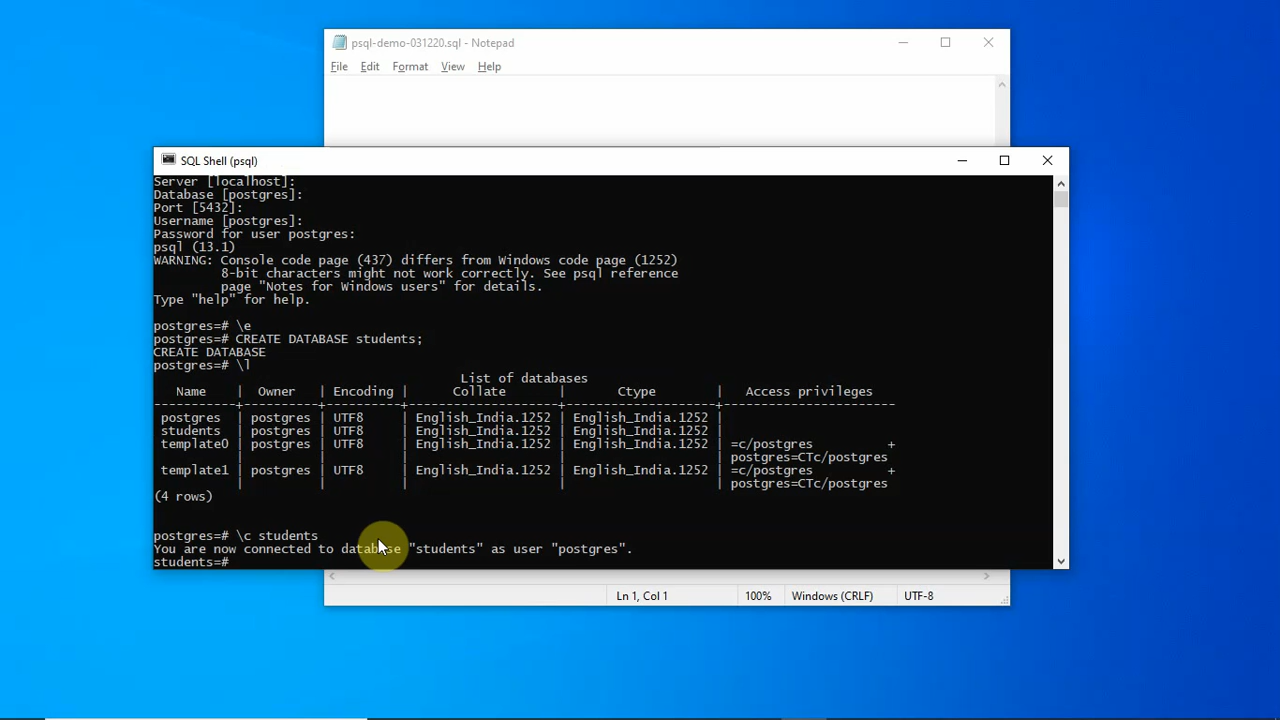 psql-demo-031220.sql - Notepad
File Edit Format View Help
SQL Shell (psql)
Server [localhost]:
Database [postgres]:
Port [5432]:
Username [postgres]:
Password for user postgres:
psql (13.1)
WARNING: Console code page (437) differs from Windows code page (1252)
         8-bit characters might not work correctly. See psql reference
         page "Notes for Windows users" for details.
Type "help" for help.

postgres=# \e
postgres=# CREATE DATABASE students;
CREATE DATABASE
postgres=# \l
                                 List of databases
   Name    |  Owner   | Encoding |      Collate       |       Ctype        |   Access privileges
-----------+----------+----------+--------------------+--------------------+-----------------------
 postgres  | postgres | UTF8     | English_India.1252 | English_India.1252 |
 students  | postgres | UTF8     | English_India.1252 | English_India.1252 |
 template0 | postgres | UTF8     | English_India.1252 | English_India.1252 | =c/postgres          +
           |          |          |                    |                    | postgres=CTc/postgres
 template1 | postgres | UTF8     | English_India.1252 | English_India.1252 | =c/postgres          +
           |          |          |                    |                    | postgres=CTc/postgres
(4 rows)

postgres=# \c students
You are now connected to database "students" as user "postgres".
students=#
Ln 1, Col 1 100% Windows (CRLF) UTF-8